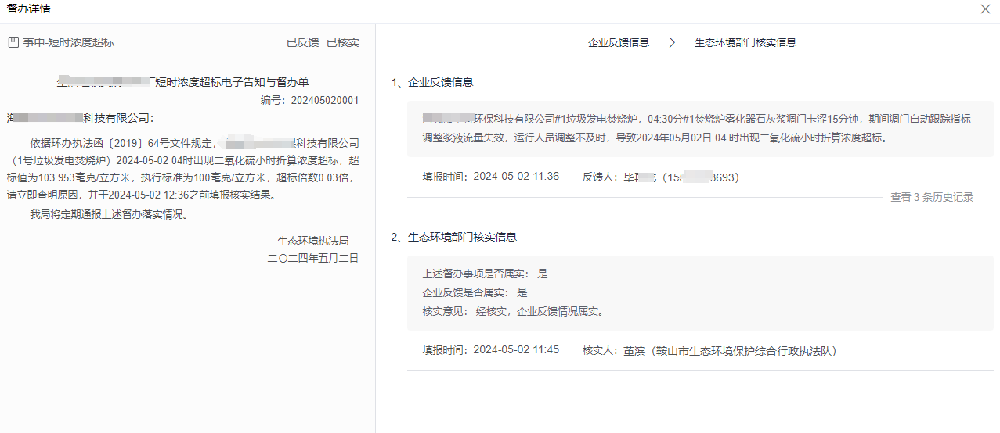 督办详情
事中-短时浓度超标
已反馈 已核实
短时浓度超标电子告知与督办单
编号：202405020001
科技有限公司：
依据环办执法函〔2019〕64号文件规定，科技有限公司
（1号垃圾发电焚烧炉）2024-05-02 04时出现二氧化硫小时折算浓度超标，超
标值为103.953毫克/立方米，执行标准为100毫克/立方米，超标倍数0.03倍，
请立即查明原因，并于2024-05-02 12:36之前填报核实结果。
我局将定期通报上述督办落实情况。
生态环境执法局
二〇二四年五月二日
企业反馈信息 > 生态环境部门核实信息
1、企业反馈信息
环保科技有限公司#1垃圾发电焚烧炉，04:30分#1焚烧炉雾化器石灰浆调门卡涩15分钟，期间调门自动跟踪指标
调整浆液流量失效，运行人员调整不及时，导致2024年05月02日 04 时出现二氧化硫小时折算浓度超标。
填报时间：2024-05-02 11:36 反馈人：毕
查看 3 条历史记录
2、生态环境部门核实信息
上述督办事项是否属实： 是
企业反馈是否属实： 是
核实意见： 经核实，企业反馈情况属实。
填报时间：2024-05-02 11:45 核实人：董滨（鞍山市生态环境保护综合行政执法队）